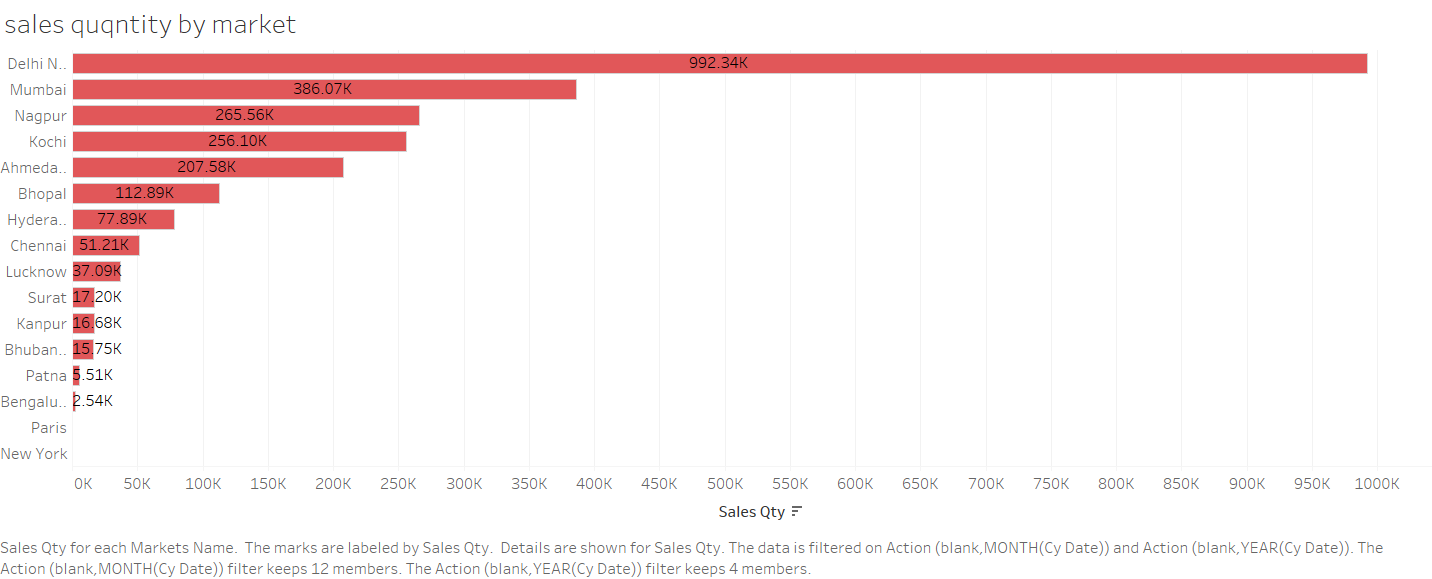 sales quqntity by market
Delhi N.. 992.34K
Mumbai 386.07K
Nagpur 265.56K
Kochi 256.10K
Ahmeda.. 207.58K
Bhopal 112.89K
Hydera.. 77.89K
Chennai 51.21K
Lucknow 37.09K
Surat 17.20K
Kanpur 16.68K
Bhuban.. 15.75K
Patna 5.51K
Bengalu.. 2.54K
Paris
New York
0K 50K 100K 150K 200K 250K 300K 350K 400K 450K 500K 550K 600K 650K 700K 750K 800K 850K 900K 950K 1000K
Sales Qty
Sales Qty for each Markets Name.  The marks are labeled by Sales Qty.  Details are shown for Sales Qty. The data is filtered on Action (blank,MONTH(Cy Date)) and Action (blank,YEAR(Cy Date)). The
Action (blank,MONTH(Cy Date)) filter keeps 12 members. The Action (blank,YEAR(Cy Date)) filter keeps 4 members.